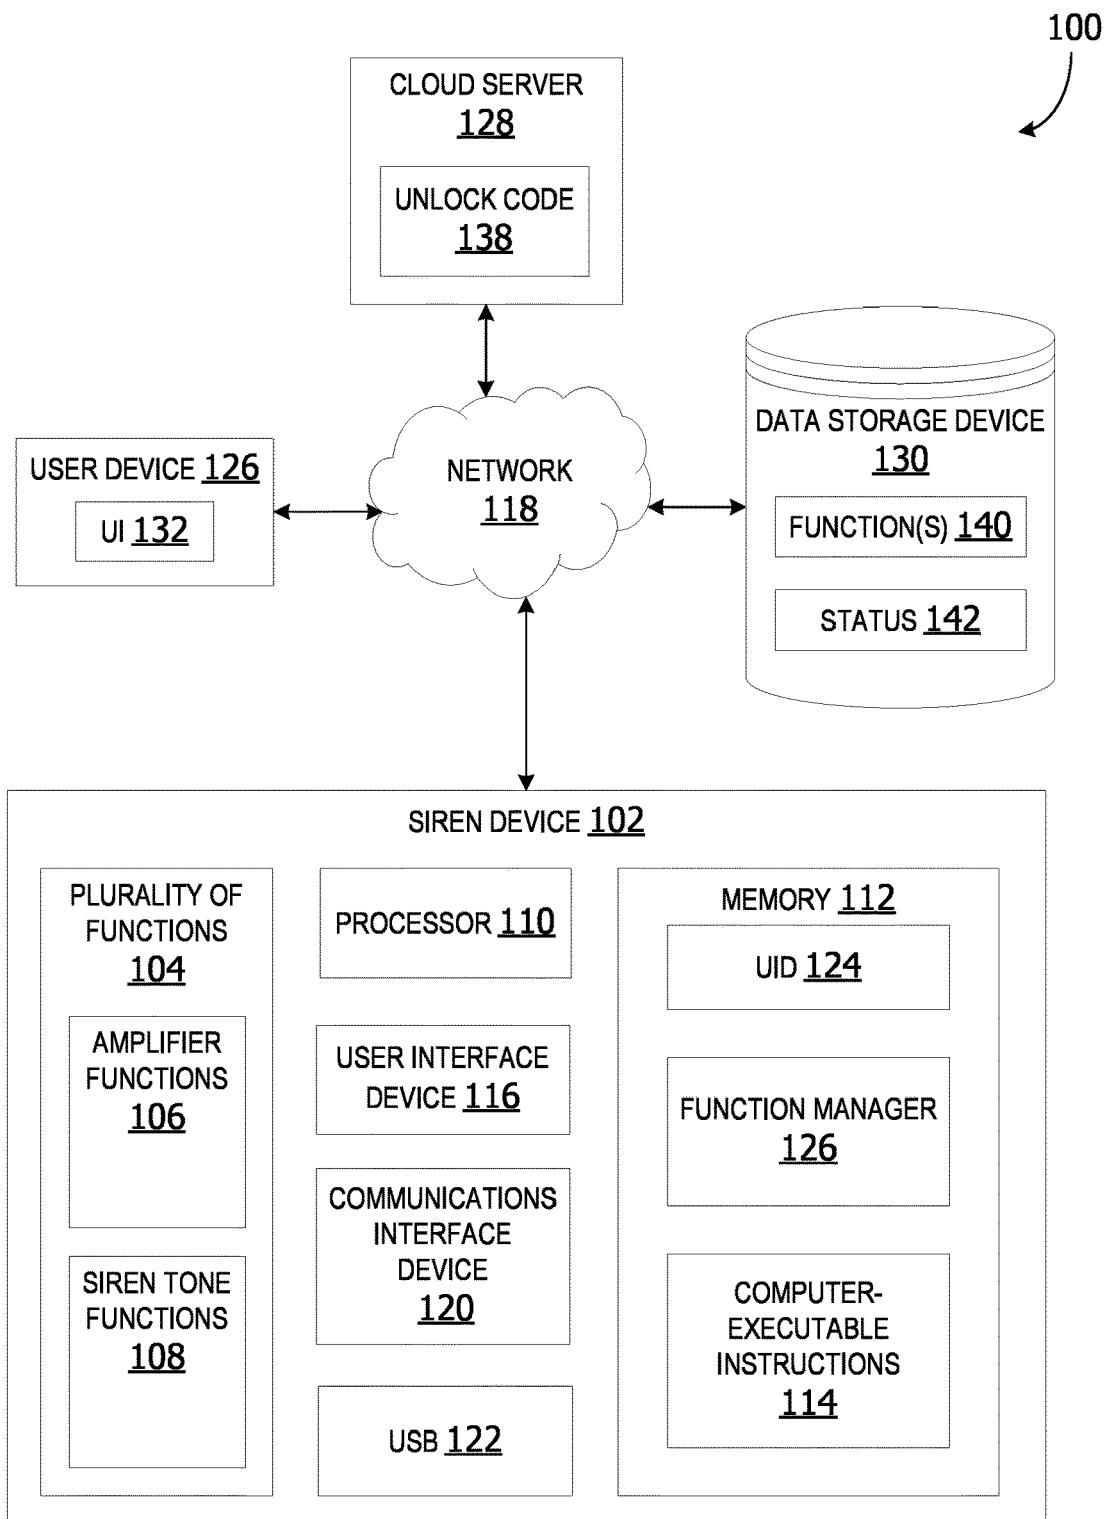 100
CLOUD SERVER
128
UNLOCK CODE
138
DATA STORAGE DEVICE
130
FUNCTION(S) 140
STATUS 142
NETWORK
118
USER DEVICE 126
UI 132
SIREN DEVICE 102
PLURALITY OF
FUNCTIONS
104
AMPLIFIER
FUNCTIONS
106
SIREN TONE
FUNCTIONS
108
PROCESSOR 110
USER INTERFACE
DEVICE 116
COMMUNICATIONS
INTERFACE
DEVICE
120
USB 122
MEMORY 112
UID 124
FUNCTION MANAGER
126
COMPUTER-
EXECUTABLE
INSTRUCTIONS
114